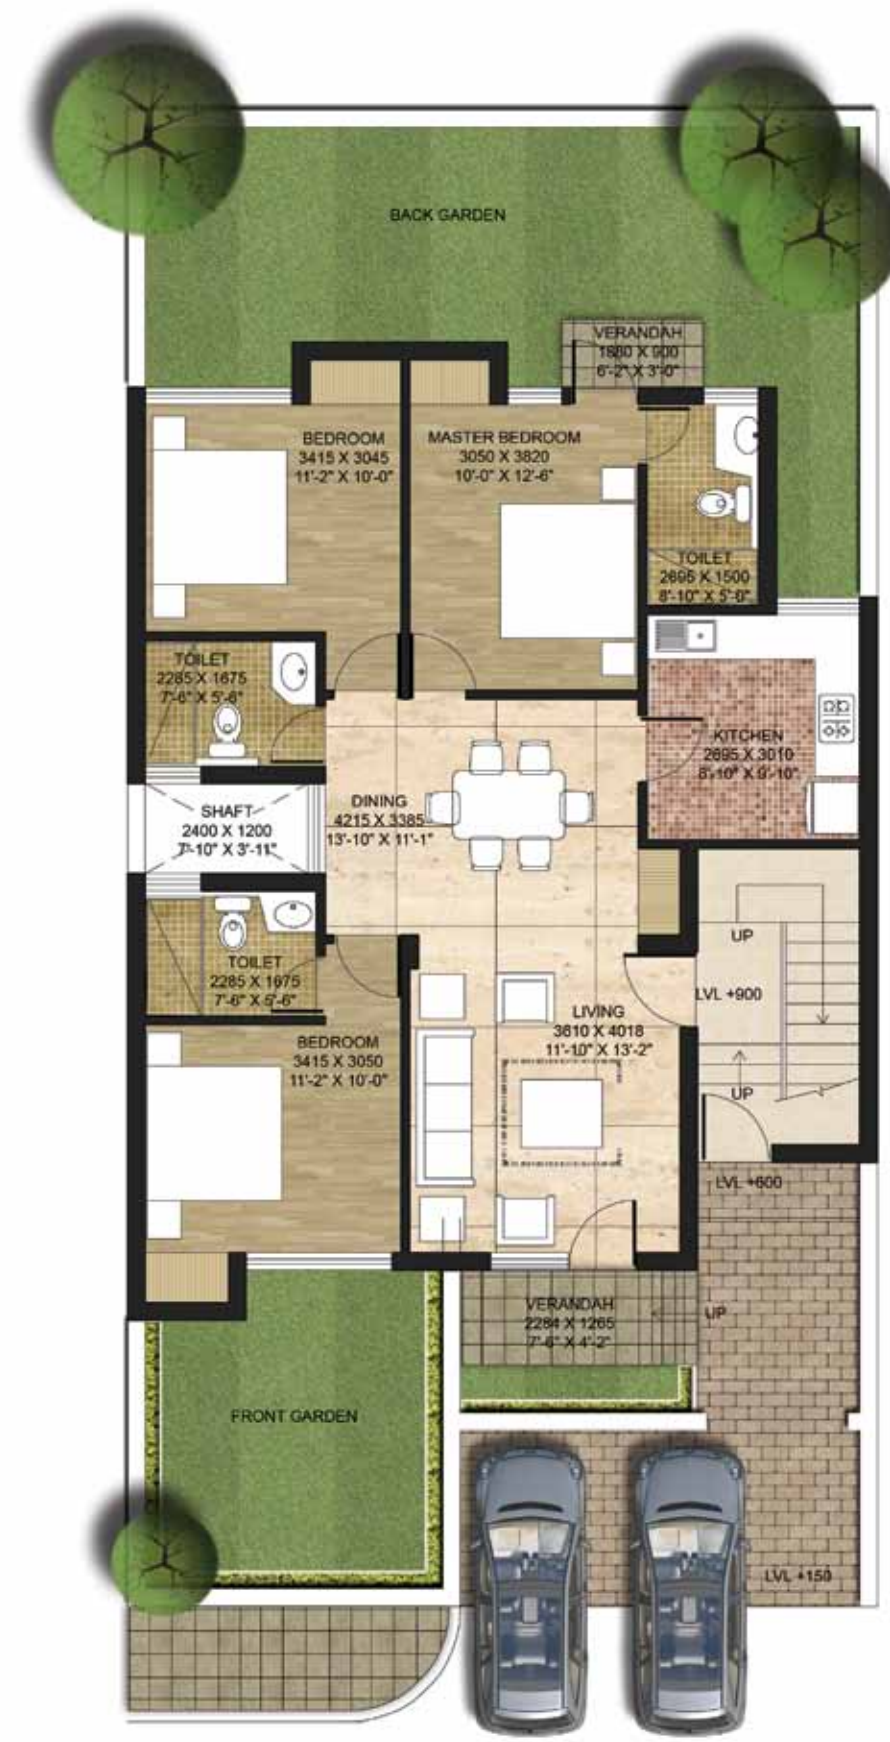 BACK GARDEN
VERANDAH
1880 X 900
6'-2" X 3'-0"
BEDROOM
3415 X 3045
11'-2" X 10'-0"
MASTER BEDROOM
3050 X 3820
10'-0" X 12'-6"
TOILET
2695 X 1500
8'-10" X 5'-0"
TOILET
2285 X 1675
7'-6" X 5'-6"
KITCHEN
2695 X 3010
8'-10" X 9'-10"
SHAFT
2400 X 1200
7'-10" X 3'-11"
DINING
4215 X 3385
13'-10" X 11'-1"
UP
TOILET
2285 X 1675
7'-6" X 5'-6"
LVL +900
LIVING
3610 X 4018
11'-10" X 13'-2"
BEDROOM
3415 X 3050
11'-2" X 10'-0"
UP
LVL +600
VERANDAH
2284 X 1265
7'-6" X 4'-2"
UP
FRONT GARDEN
LVL +150